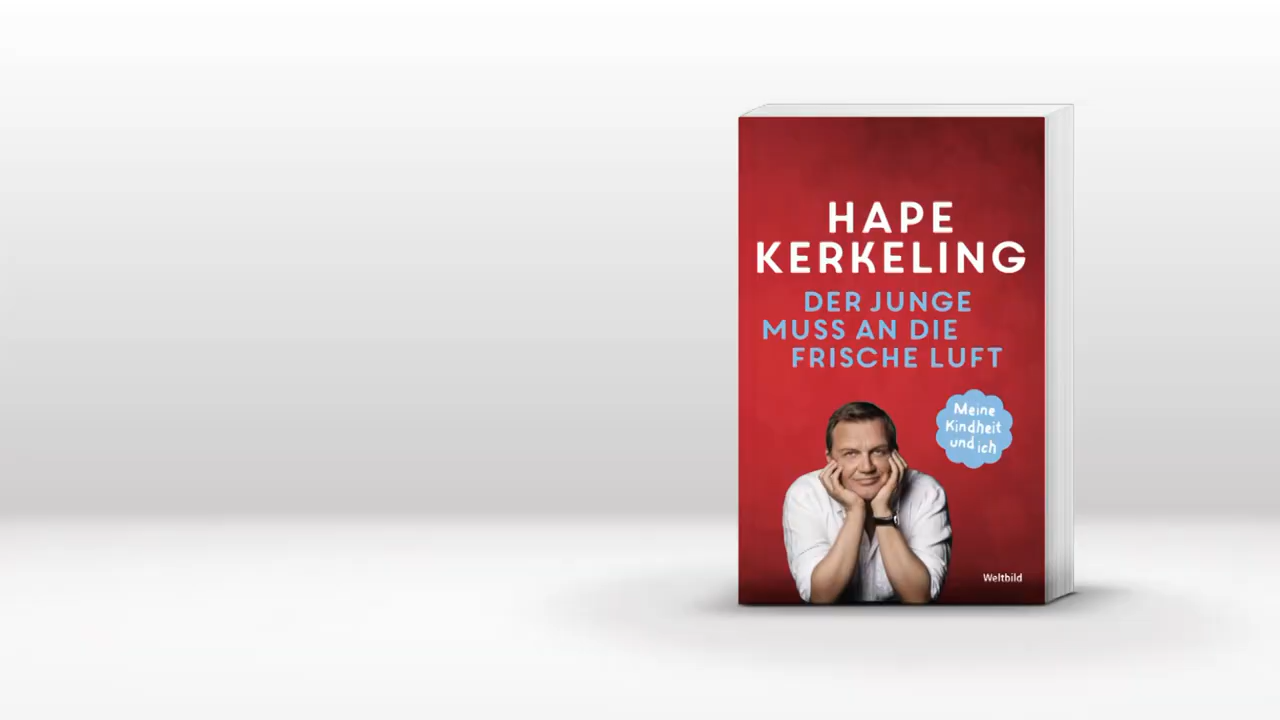 HAPE
KERKELING
DER JUNGE
MUSS AN DIE
FRISCHE LUFT
Meine
Kindheit
und ich
Weltbild